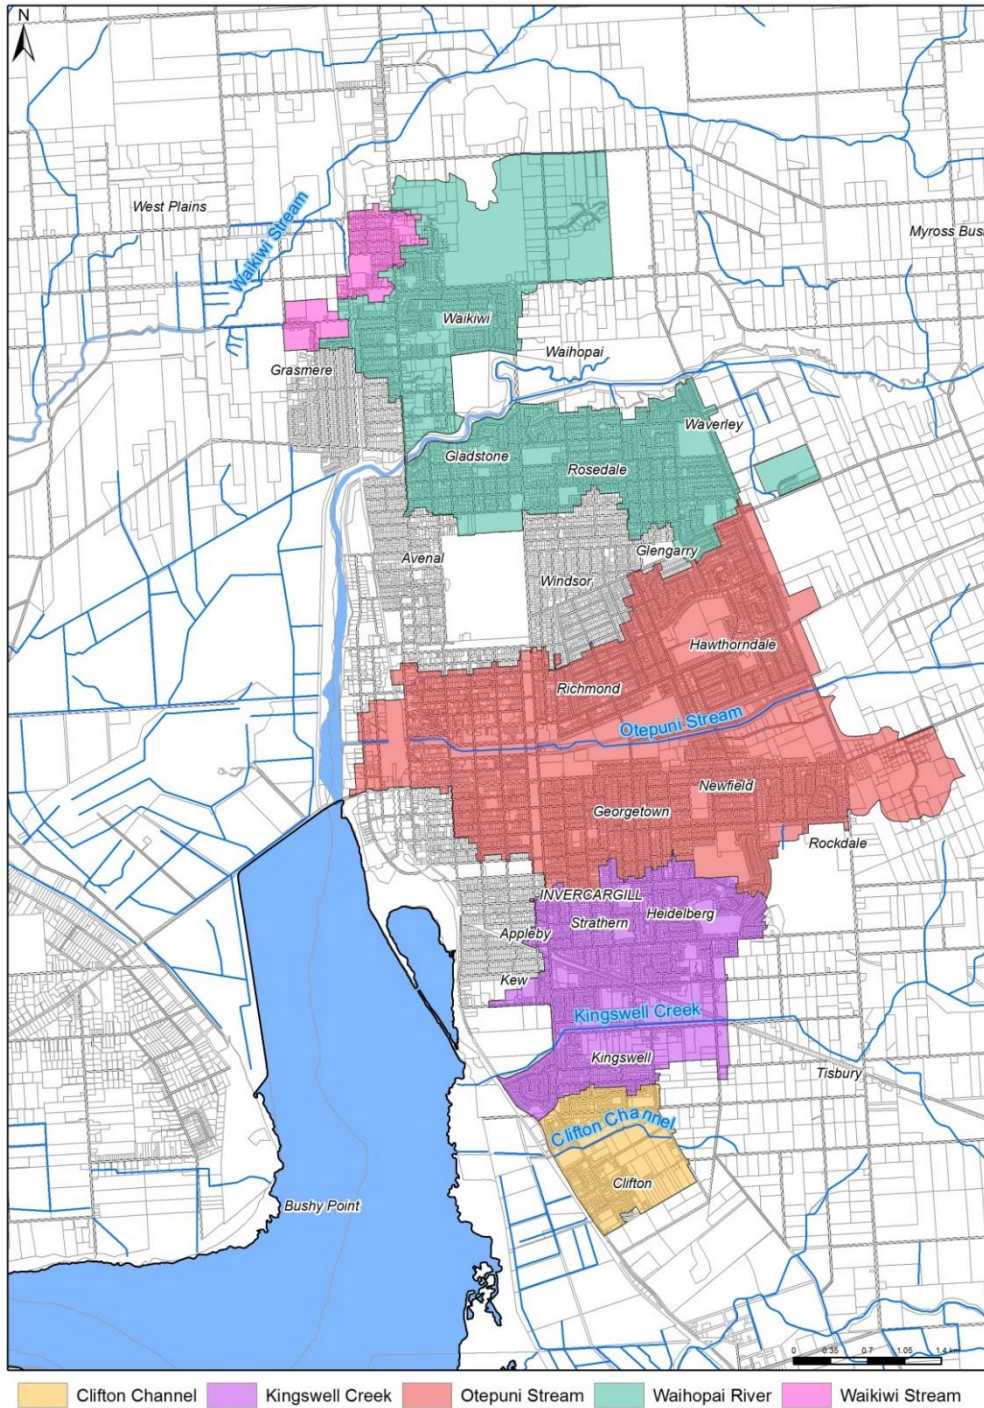 N
West Plains
Waikiwi Stream
Myross Bus
Waikiwi
Waihopai
Grasmere
Waverley
Gladstone
Rosedale
Avenal
Glengarry
Windsor
Hawthorndale
Richmond
Otepuni Stream
Newfield
Georgetown
Rockdale
INVERCARGILL
Heidelberg
Strathern
Appleby
Kew
Kingswell Creek
Kingswell
Tisbury
Clifton Channel
Clifton
Bushy Point
0 0.35 0.7 1.05 1.4 km
Clifton Channel Kingswell Creek Otepuni Stream Waihopai River Waikiwi Stream